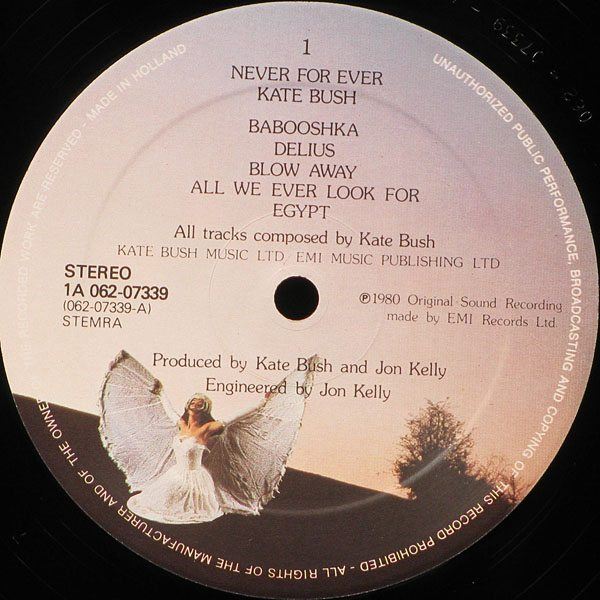 1
NEVER FOR EVER
KATE BUSH
BABOOSHKA
DELIUS
BLOW AWAY
ALL WE EVER LOOK FOR
EGYPT
All tracks composed by Kate Bush
KATE BUSH MUSIC LTD EMI MUSIC PUBLISHING LTD
STEREO
1A 062-07339
(062-07339-A)
STEMRA
℗1980 Original Sound Recording
made by EMI Records Ltd.
Produced by Kate Bush and Jon Kelly
Engineered by Jon Kelly
UNAUTHORIZED PUBLIC PERFORMANCE, BROADCASTING AND COPYING OF THIS RECORD PROHIBITED - ALL RIGHTS OF THE MANUFACTURER AND OF THE OWNER RECORDED WORK ARE RESERVED - MADE IN HOLLAND